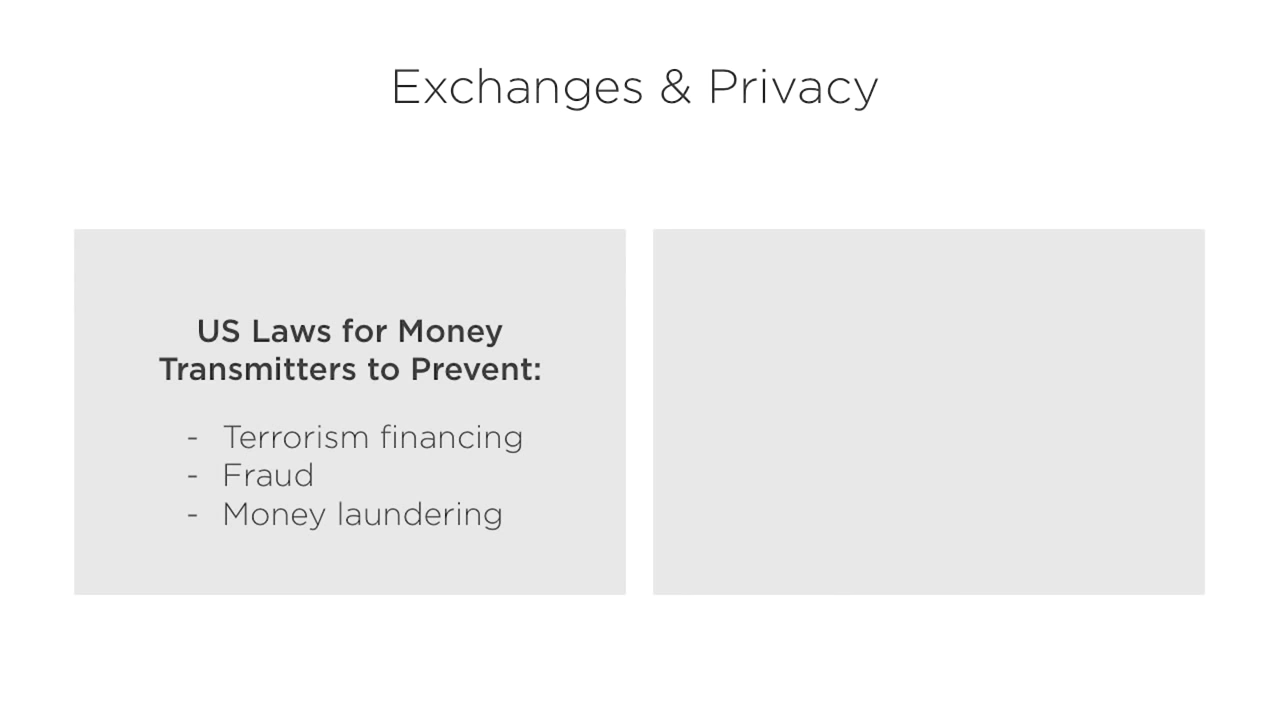 Exchanges & Privacy
US Laws for Money
Transmitters to Prevent:
- Terrorism financing
- Fraud
- Money laundering